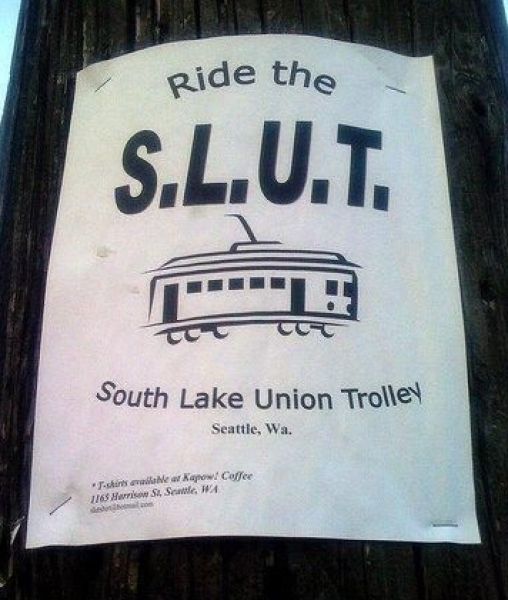 Ride the
S.L.U.T.
South Lake Union Trolley
Seattle, Wa.
* T-shirts available at Kapow! Coffee
1165 Harrison St, Seattle, WA